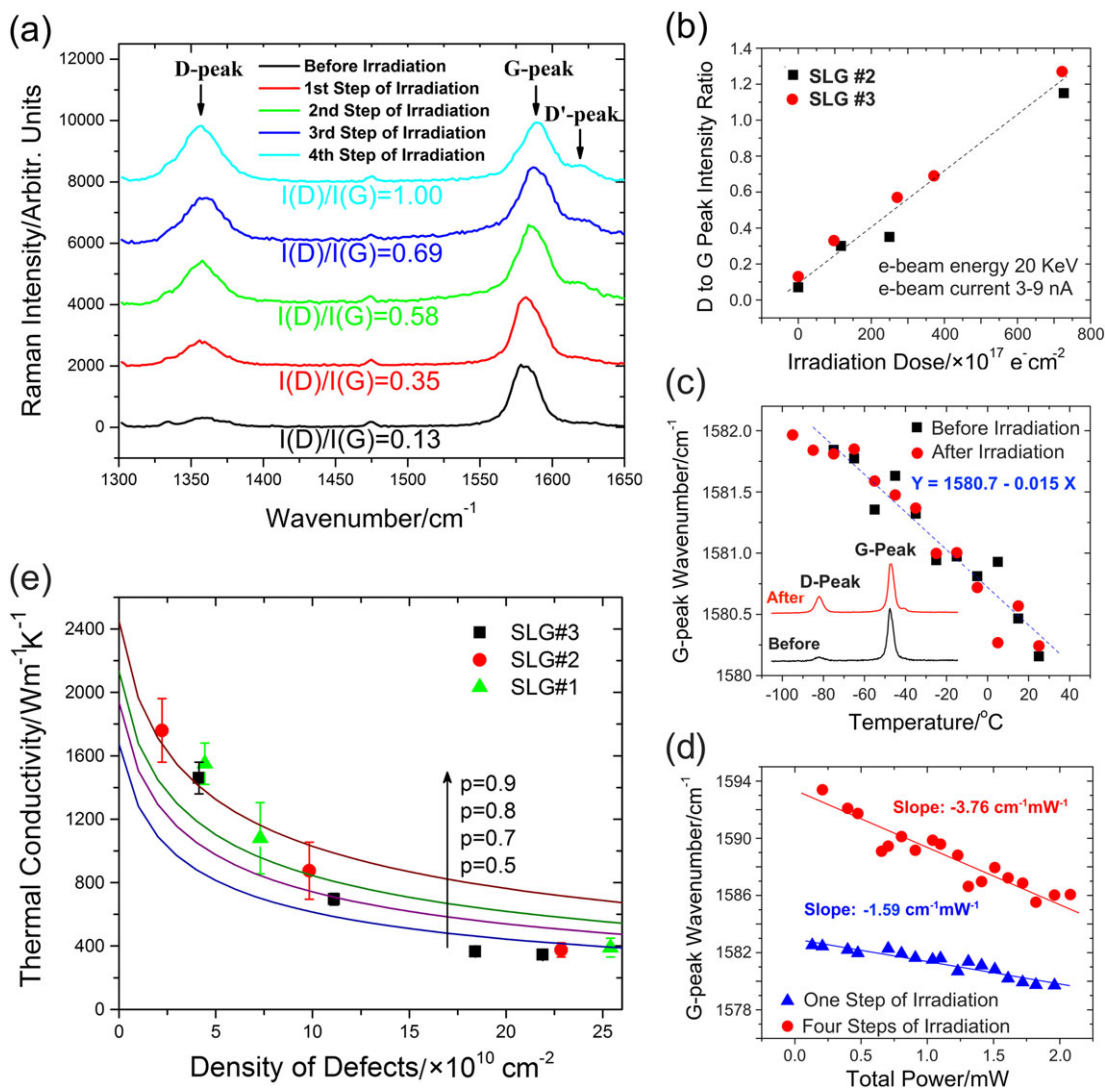 (a)
D-peak
Before Irradiation
1st Step of Irradiation
2nd Step of Irradiation
3rd Step of Irradiation
4th Step of Irradiation
G-peak
D'-peak
I(D)/I(G)=1.00
I(D)/I(G)=0.69
I(D)/I(G)=0.58
I(D)/I(G)=0.35
I(D)/I(G)=0.13
10000
8000
6000
4000
2000
0
Raman Intensity/Arbitr. Units
1300 1350 1400 1450 1500 1550 1600 1650
Wavenumber/cm⁻¹
(b)
1.4
1.2
1.0
0.8
0.6
0.4
0.2
0.0
D to G Peak Intensity Ratio
SLG #2
SLG #3
e-beam energy 20 KeV
e-beam current 3-9 nA
0 200 400 600 800
Irradiation Dose/×10¹⁷ e⁻cm⁻²
(c)
1582.0
1581.5
1581.0
1580.5
1580
G-peak Wavenumber/cm⁻¹
Before Irradiation
After Irradiation
Y = 1580.7 - 0.015 X
G-Peak
D-Peak
After
Before
-100 -80 -60 -40 -20 0 20 40
Temperature/°C
(e)
2400
2000
1600
1200
800
400
0
Thermal Conductivity/Wm⁻¹K⁻¹
SLG#3
SLG#2
SLG#1
p=0.9
p=0.8
p=0.7
p=0.5
0 5 10 15 20 25
Density of Defects/×10¹⁰ cm⁻²
(d)
1594
1590
1586
1582
1578
G-peak Wavenumber/cm⁻¹
Slope: -3.76 cm⁻¹mW⁻¹
Slope: -1.59 cm⁻¹mW⁻¹
One Step of Irradiation
Four Steps of Irradiation
0.0 0.5 1.0 1.5 2.0
Total Power/mW